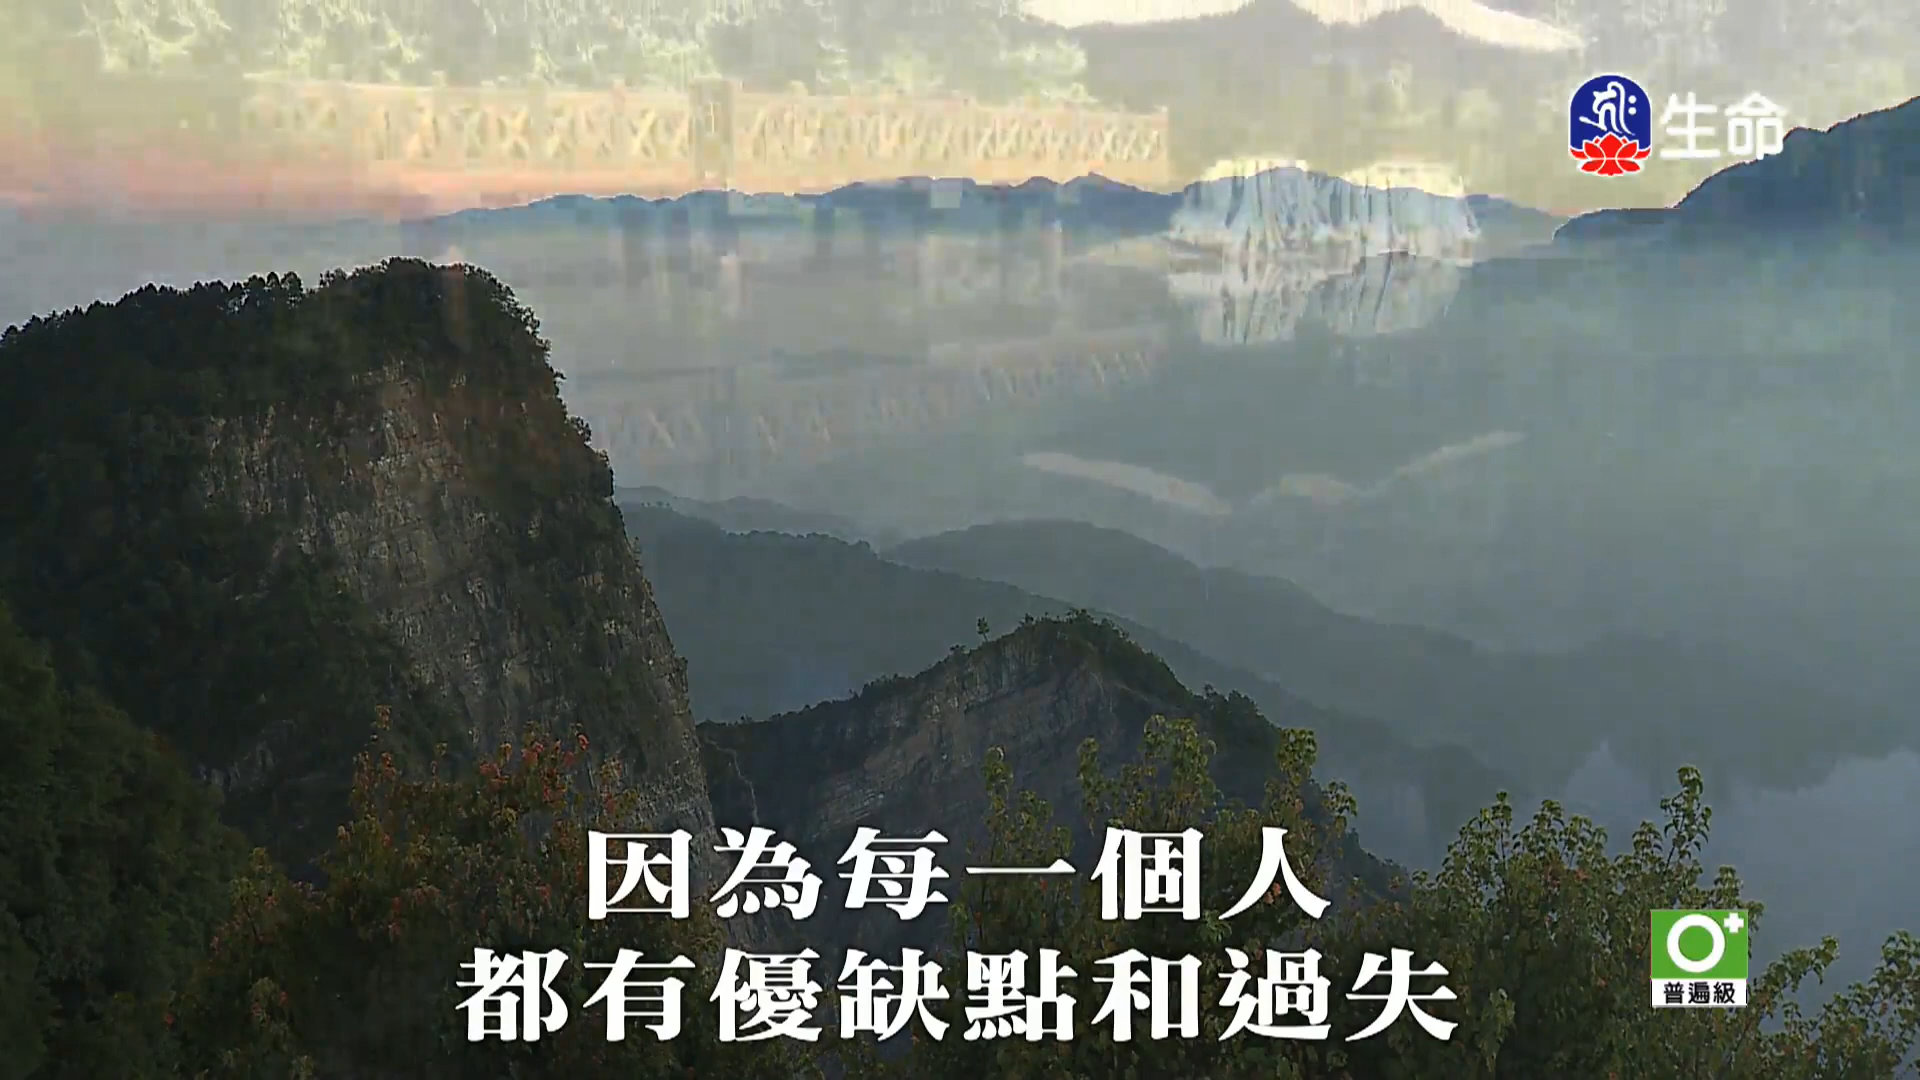 生命
因為每一個人
都有優缺點和過失
普遍級